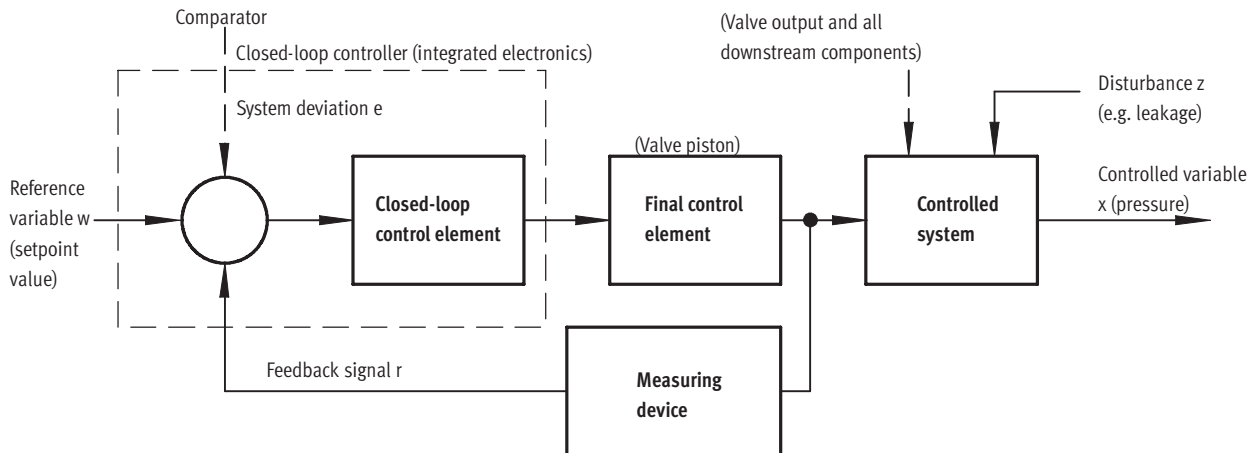 Comparator
Closed-loop controller (integrated electronics)
System deviation e
Reference
variable w
(setpoint
value)
Closed-loop
control element
(Valve piston)
Final control
element
(Valve output and all
downstream components)
Disturbance z
(e.g. leakage)
Controlled
system
Controlled variable
x (pressure)
Feedback signal r
Measuring
device